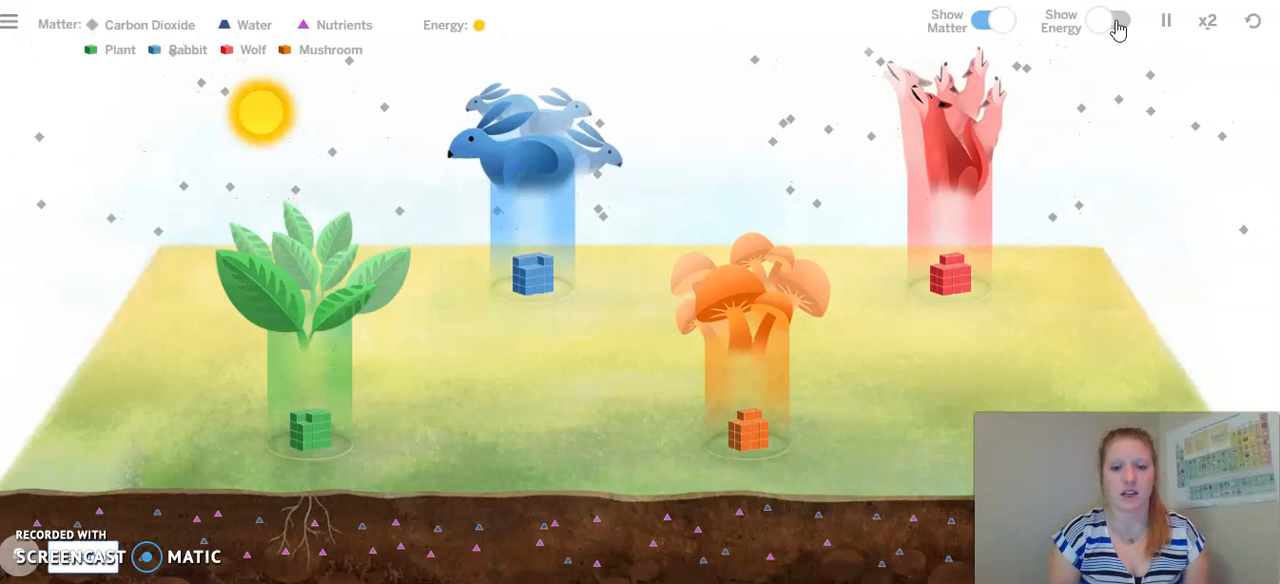 Matter: Carbon Dioxide Water Nutrients Energy:
Plant Rabbit Wolf Mushroom
Show Matter
Show Energy
x2
RECORDED WITH
SCREENCAST MATIC